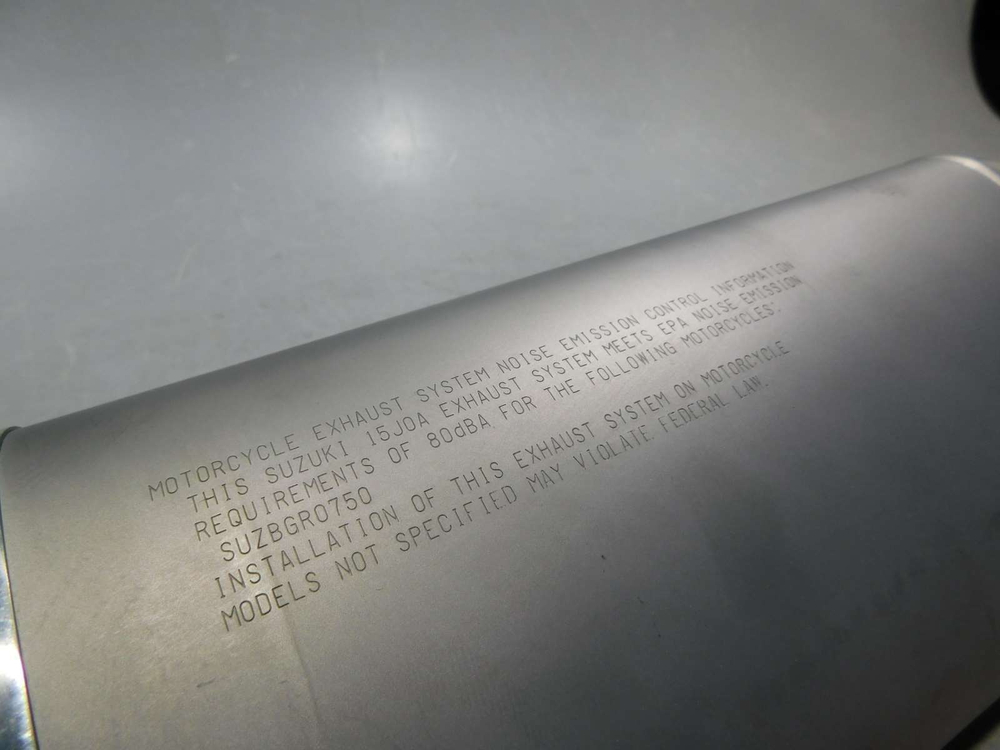 MOTORCYCLE EXHAUST SYSTEM NOISE EMISSION CONTROL INFORMATION
THIS SUZUKI 15J0A EXHAUST SYSTEM MEETS EPA NOISE EMISSION
REQUIREMENTS OF 80dBA FOR THE FOLLOWING MOTORCYCLES:
SUZBGR0750
INSTALLATION OF THIS EXHAUST SYSTEM ON MOTORCYCLE
MODELS NOT SPECIFIED MAY VIOLATE FEDERAL LAW.